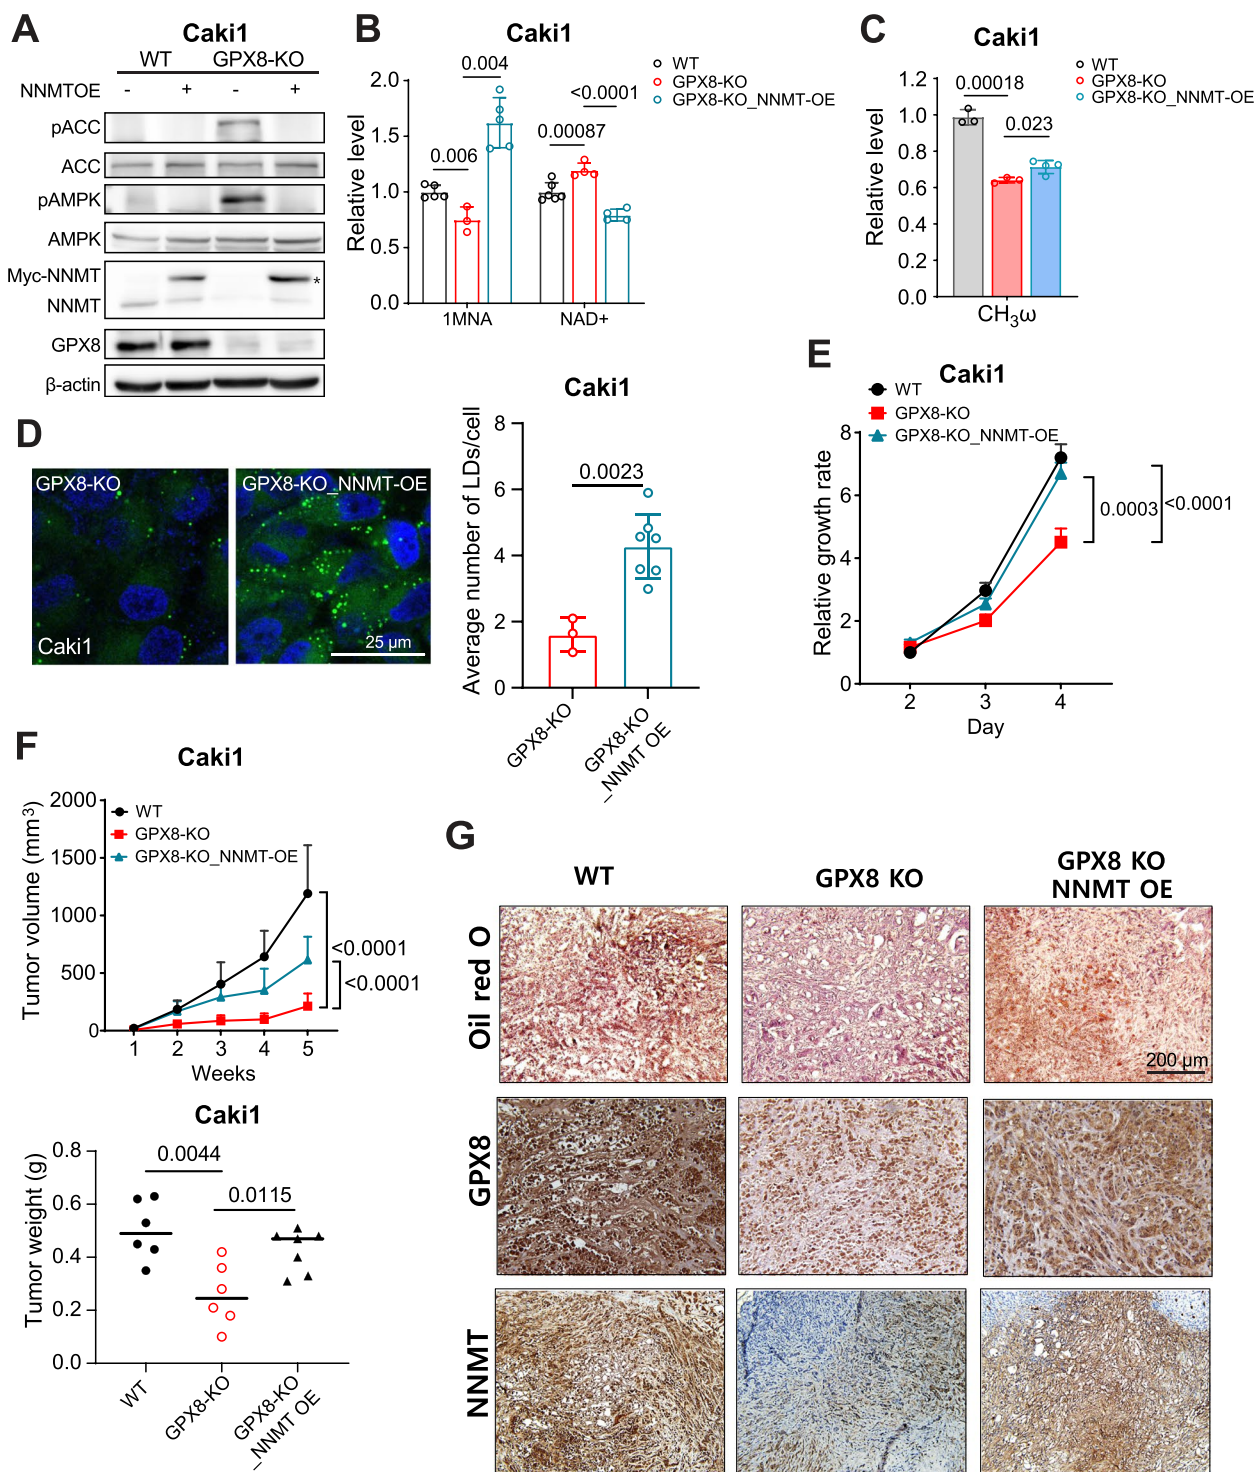 A
Caki1
WT GPX8-KO
NNMTOE - + - +
pACC
ACC
pAMPK
AMPK
Myc-NNMT
*
NNMT
GPX8
β-actin
B
Caki1
WT
GPX8-KO
GPX8-KO_NNMT-OE
Relative level
2.0
1.5
1.0
0.5
0.0
0.006
0.004
0.00087
<0.0001
1MNA NAD+
C
Caki1
WT
GPX8-KO
GPX8-KO_NNMT-OE
Relative level
1.2
1.0
0.8
0.6
0.4
0.2
0.0
0.00018
0.023
CH₃ω
D
GPX8-KO
Caki1
GPX8-KO_NNMT-OE
25 µm
Caki1
Average number of LDs/cell
8
6
4
2
0
0.0023
GPX8-KO
GPX8-KO
_NNMT OE
E
Caki1
WT
GPX8-KO
GPX8-KO_NNMT-OE
Relative growth rate
8
6
4
2
0
0.0003
<0.0001
2 3 4
Day
F
Caki1
WT
GPX8-KO
GPX8-KO_NNMT-OE
Tumor volume (mm³)
2000
1500
1000
500
0
<0.0001
<0.0001
1 2 3 4 5
Weeks
Caki1
Tumor weight (g)
0.8
0.6
0.4
0.2
0.0
0.0044
0.0115
WT
GPX8-KO
GPX8-KO
_NNMT OE
G
WT
GPX8 KO
GPX8 KO
NNMT OE
Oil red O
200 µm
GPX8
NNMT